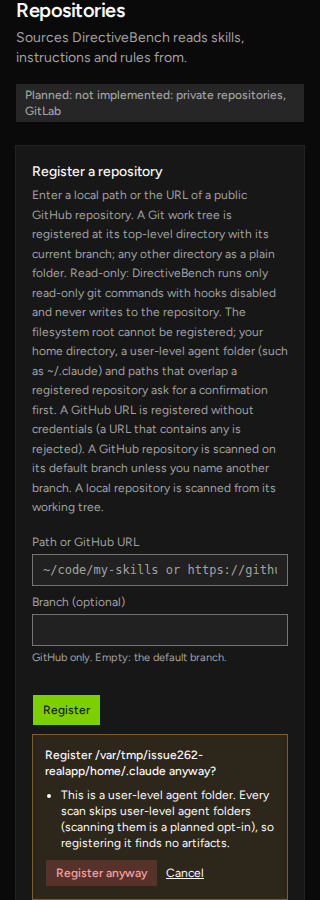 Repositories
Sources DirectiveBench reads skills,
instructions and rules from.
Planned: not implemented: private repositories,
GitLab
Register a repository
Enter a local path or the URL of a public
GitHub repository. A Git work tree is
registered at its top-level directory with its
current branch; any other directory as a plain
folder. Read-only: DirectiveBench runs only
read-only git commands with hooks disabled
and never writes to the repository. The
filesystem root cannot be registered; your
home directory, a user-level agent folder (such
as ~/.claude) and paths that overlap a
registered repository ask for a confirmation
first. A GitHub URL is registered without
credentials (a URL that contains any is
rejected). A GitHub repository is scanned on
its default branch unless you name another
branch. A local repository is scanned from its
working tree.
Path or GitHub URL
~/code/my-skills or https://githu
Branch (optional)
GitHub only. Empty: the default branch.
Register
Register /var/tmp/issue262-
realapp/home/.claude anyway?
• This is a user-level agent folder. Every
scan skips user-level agent folders
(scanning them is a planned opt-in), so
registering it finds no artifacts.
Register anyway Cancel